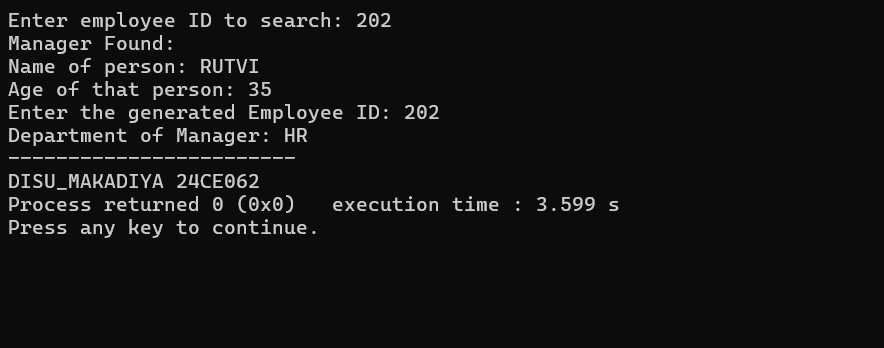 Enter employee ID to search: 202
Manager Found:
Name of person: RUTVI
Age of that person: 35
Enter the generated Employee ID: 202
Department of Manager: HR
------------------------
DISU_MAKADIYA 24CE062
Process returned 0 (0x0)   execution time : 3.599 s
Press any key to continue.